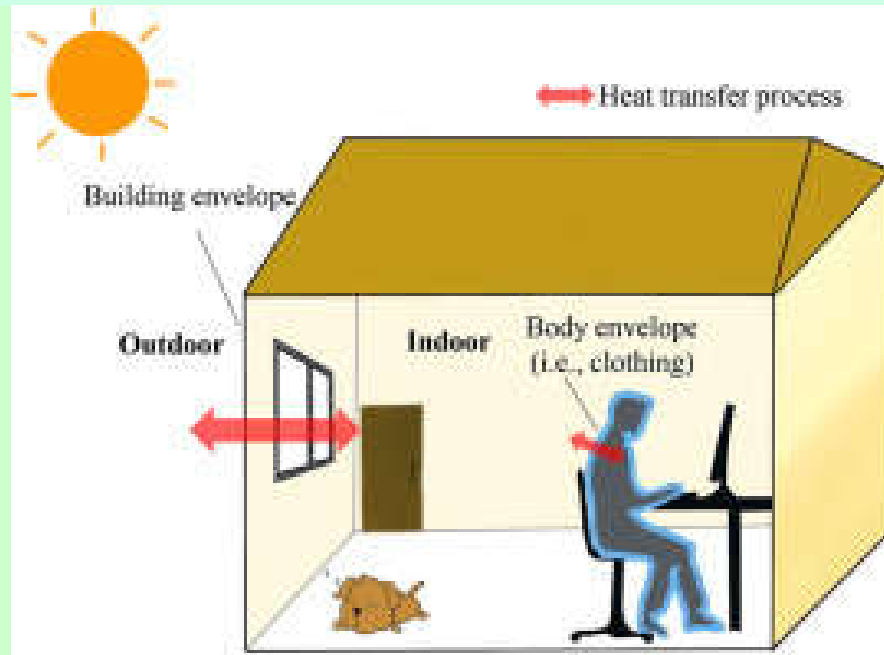 Heat transfer process
Building envelope
Outdoor
Indoor
Body envelope
(i.e., clothing)